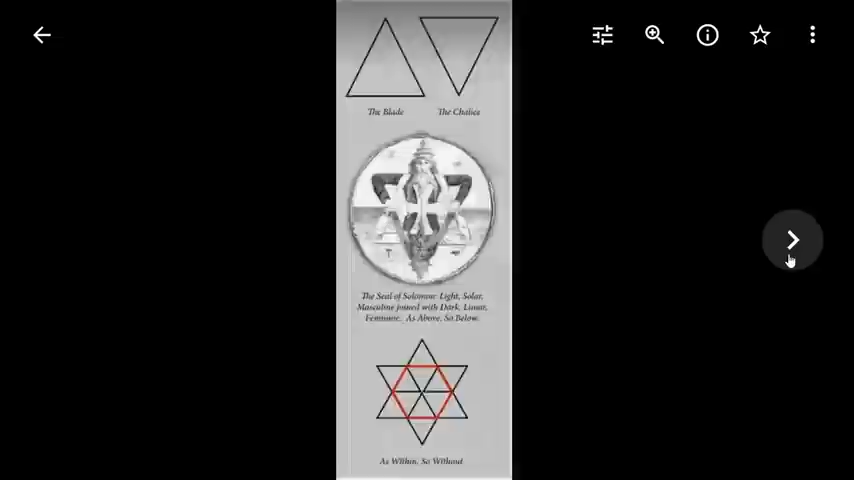 The Blade
The Chalice
The Seal of Solomon: Light, Solar,
Masculine joined with Dark, Lunar,
Feminine. As Above, So Below.
As Within, So Without